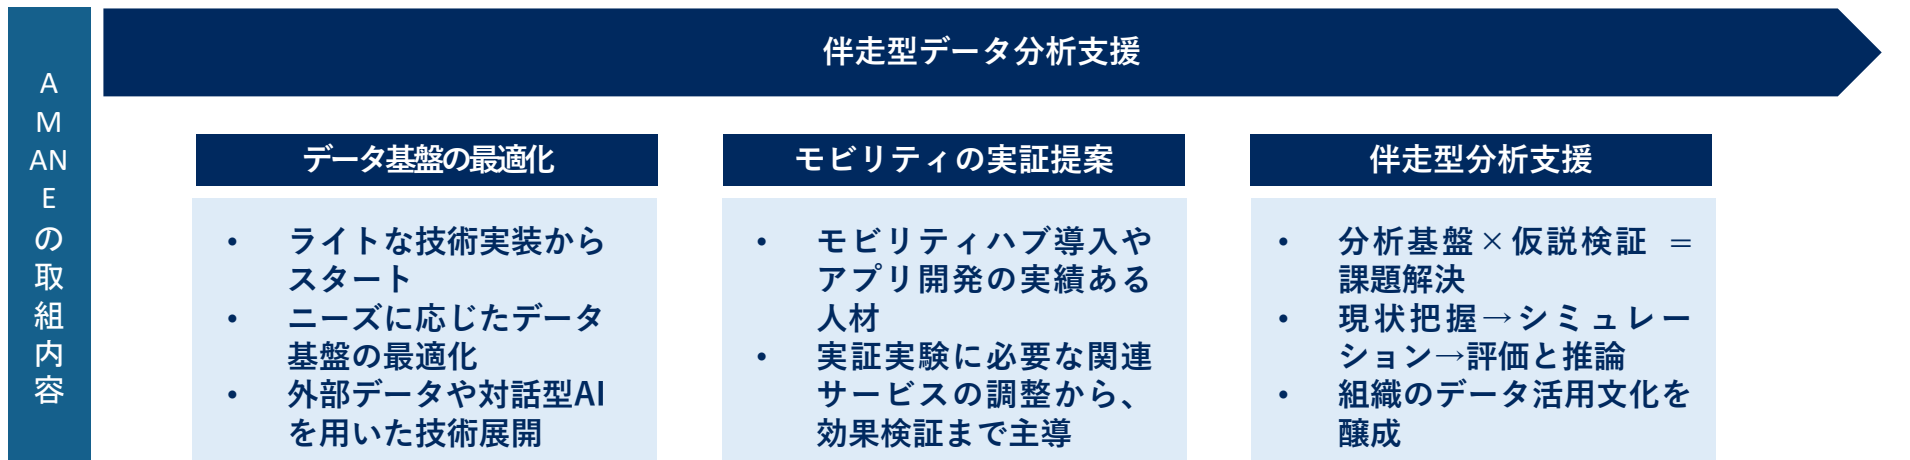 A
M
AN
E
の
取
組
内
容
伴走型データ分析支援
データ基盤の最適化
• ライトな技術実装から
スタート
• ニーズに応じたデータ
基盤の最適化
• 外部データや対話型AI
を用いた技術展開
モビリティの実証提案
• モビリティハブ導入や
アプリ開発の実績ある
人材
• 実証実験に必要な関連
サービスの調整から、
効果検証まで主導
伴走型分析支援
• 分析基盤×仮説検証 ＝
課題解決
• 現状把握→シミュレー
ション→評価と推論
• 組織のデータ活用文化を
醸成